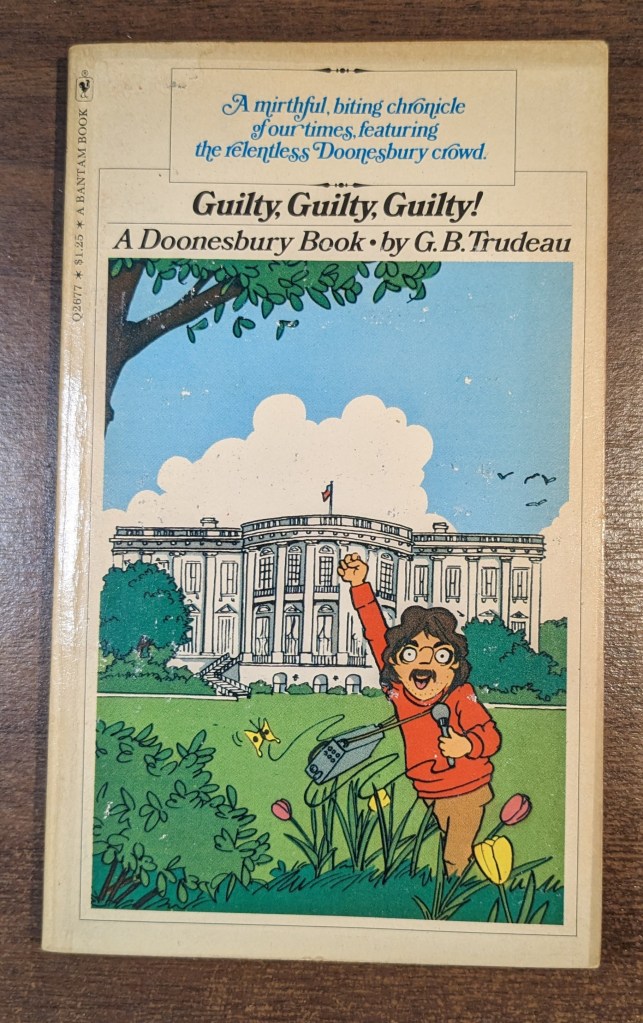 A mirthful, biting chronicle
of our times, featuring
the relentless Doonesbury crowd.
Guilty, Guilty, Guilty!
A Doonesbury Book • by G. B. Trudeau
Q2677 * $1.25 * A BANTAM BOOK ®